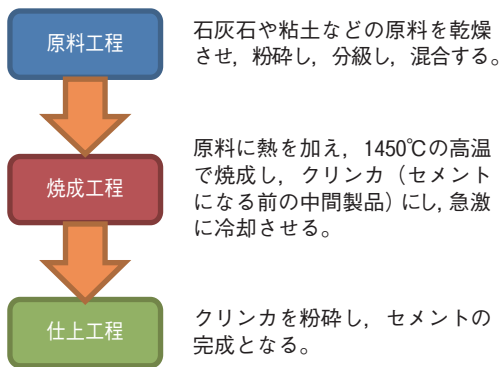 原料工程
石灰石や粘土などの原料を乾燥
させ，粉砕し，分級し，混合する。
焼成工程
原料に熱を加え，1450℃の高温
で焼成し，クリンカ（セメント
になる前の中間製品）にし，急激
に冷却させる。
仕上工程
クリンカを粉砕し，セメントの
完成となる。